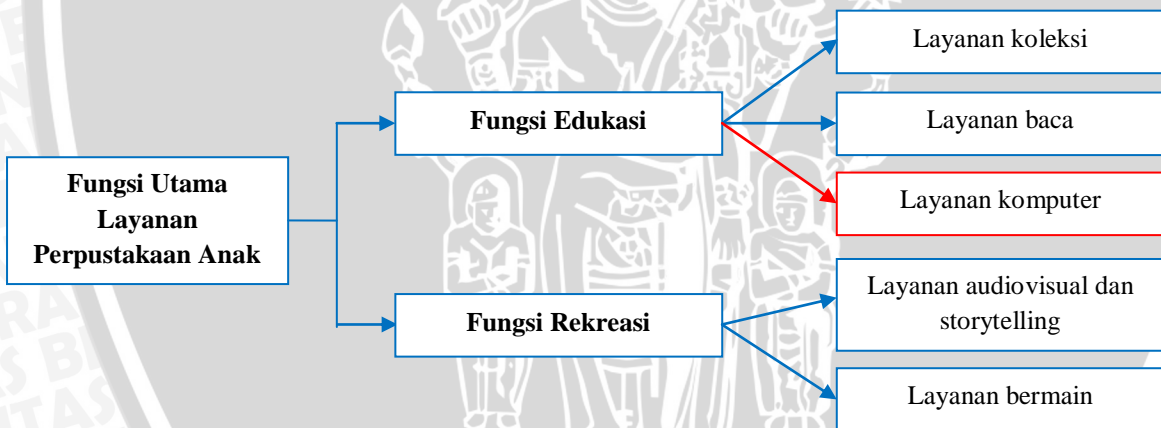 Fungsi Utama
Layanan
Perpustakaan Anak
Fungsi Edukasi
Layanan koleksi
Layanan baca
Layanan komputer
Fungsi Rekreasi
Layanan audiovisual dan
storytelling
Layanan bermain